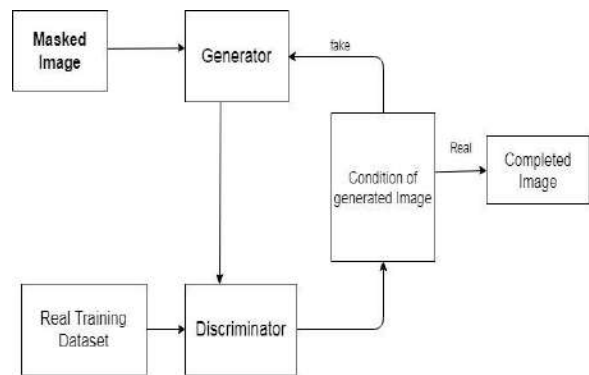 Masked
Image
Generator
fake
Condition of
generated Image
Real
Completed
Image
Real Training
Dataset
Discriminator